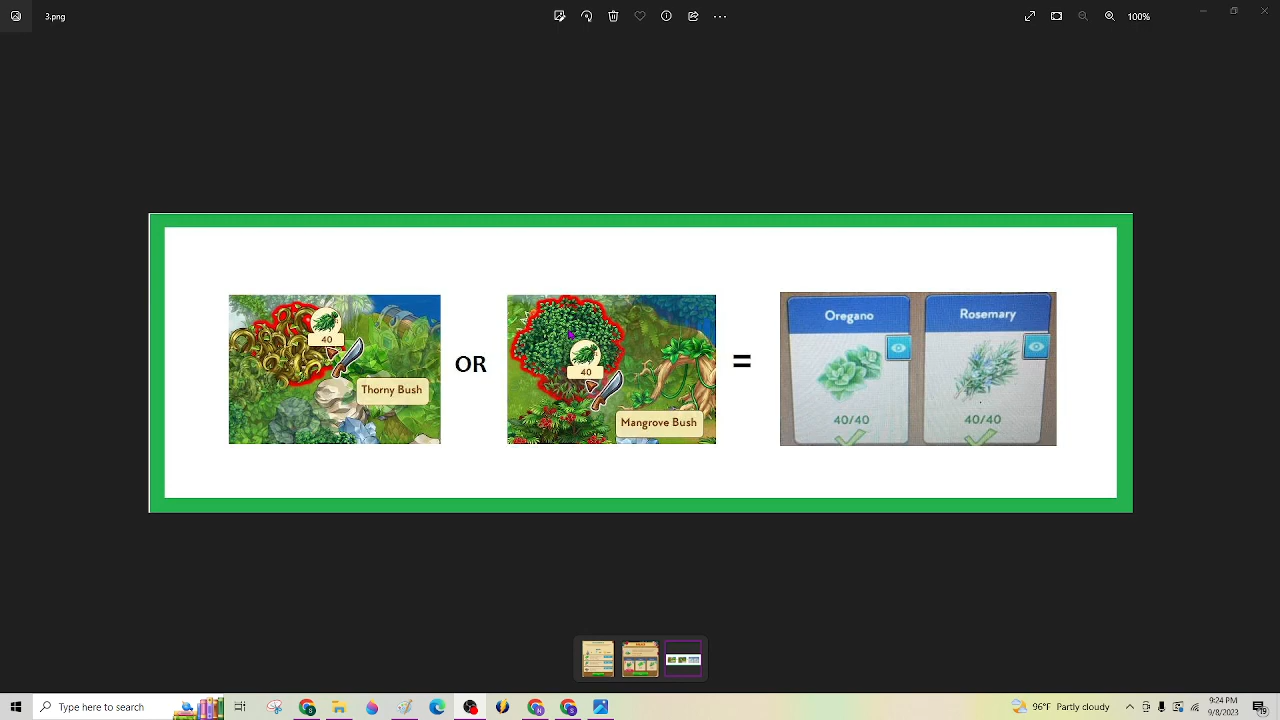 3.png
100%
40
Thorny Bush
OR
40
Mangrove Bush
=
Oregano
40/40
Rosemary
40/40
Type here to search
96°F Partly cloudy
9:24 PM
9/8/2023